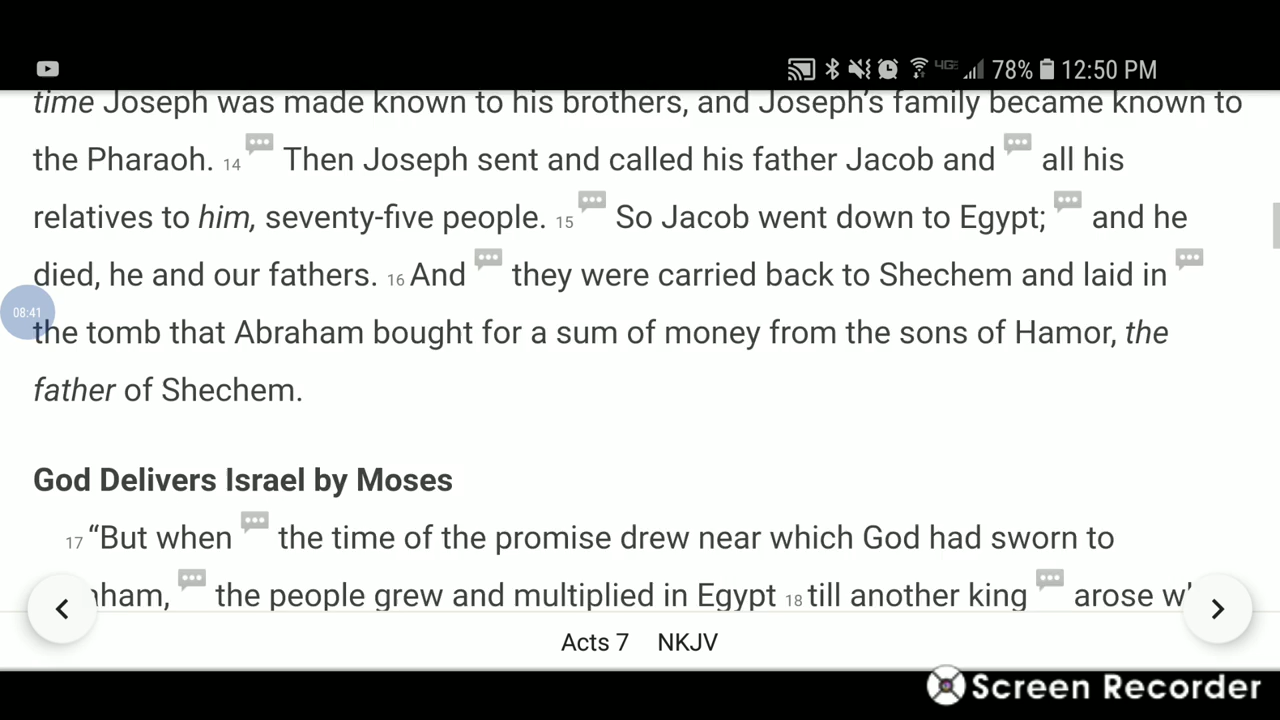 78% 12:50 PM
time Joseph was made known to his brothers, and Joseph's family became known to
the Pharaoh. 14 Then Joseph sent and called his father Jacob and all his
relatives to him, seventy-five people. 15 So Jacob went down to Egypt; and he
died, he and our fathers. 16 And they were carried back to Shechem and laid in
08:41
the tomb that Abraham bought for a sum of money from the sons of Hamor, the
father of Shechem.
God Delivers Israel by Moses
17 “But when the time of the promise drew near which God had sworn to
ham, the people grew and multiplied in Egypt 18 till another king arose w
Acts 7 NKJV
Screen Recorder